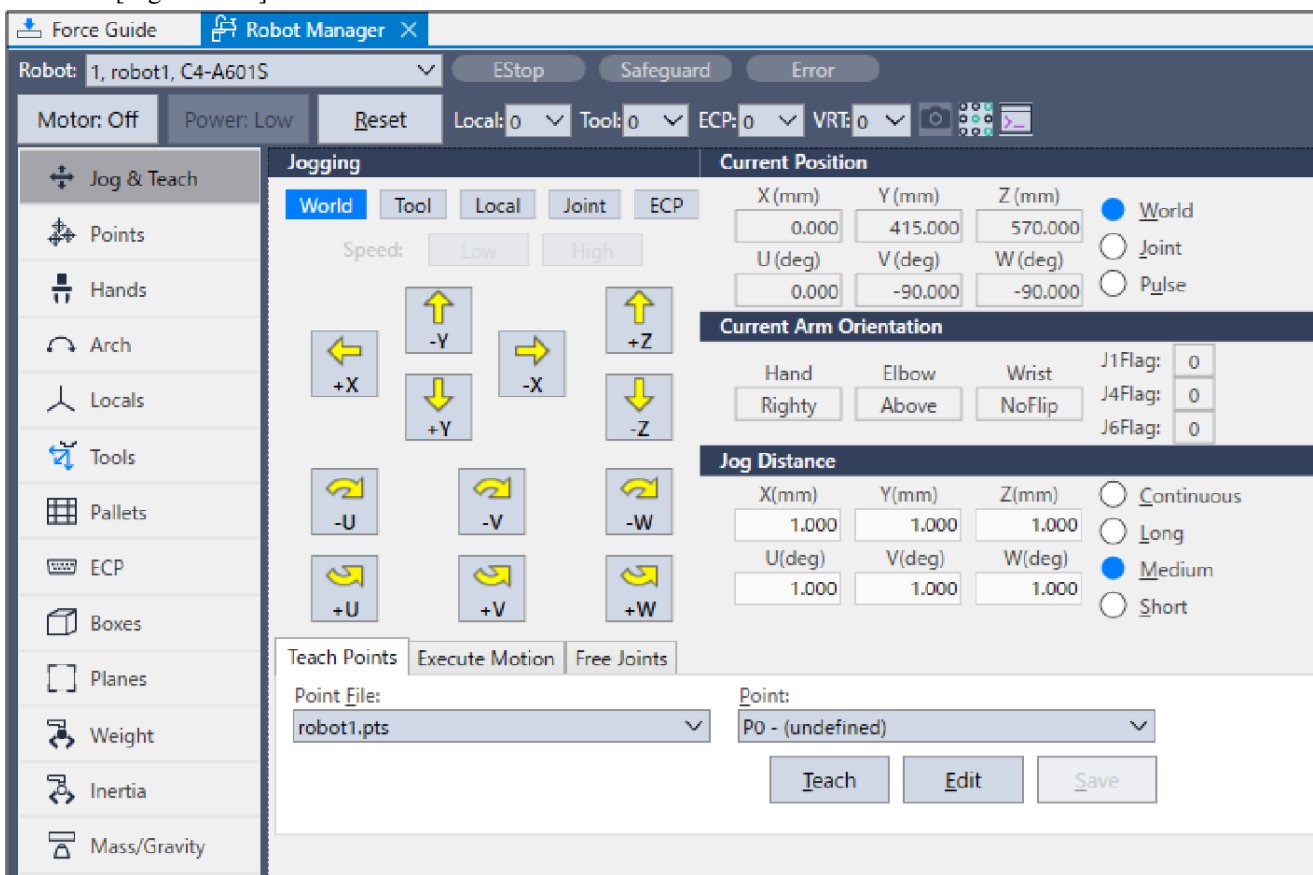 Force Guide Robot Manager
Robot: 1, robot1, C4-A601S EStop Safeguard Error
Motor: Off Power: Low Reset Local: 0 Tool: 0 ECP: 0 VRT: 0
Jog & Teach
Points
Hands
Arch
Locals
Tools
Pallets
ECP
Boxes
Planes
Weight
Inertia
Mass/Gravity
Jogging
World Tool Local Joint ECP
Speed: Low High
-Y +Z
+X -X
+Y -Z
-U -V -W
+U +V +W
Current Position
X (mm) Y (mm) Z (mm)
0.000 415.000 570.000
U (deg) V (deg) W (deg)
0.000 -90.000 -90.000
World
Joint
Pulse
Current Arm Orientation
Hand Elbow Wrist
Righty Above NoFlip
J1Flag: 0
J4Flag: 0
J6Flag: 0
Jog Distance
X(mm) Y(mm) Z(mm)
1.000 1.000 1.000
U(deg) V(deg) W(deg)
1.000 1.000 1.000
Continuous
Long
Medium
Short
Teach Points Execute Motion Free Joints
Point File: Point:
robot1.pts P0 - (undefined)
Teach Edit Save